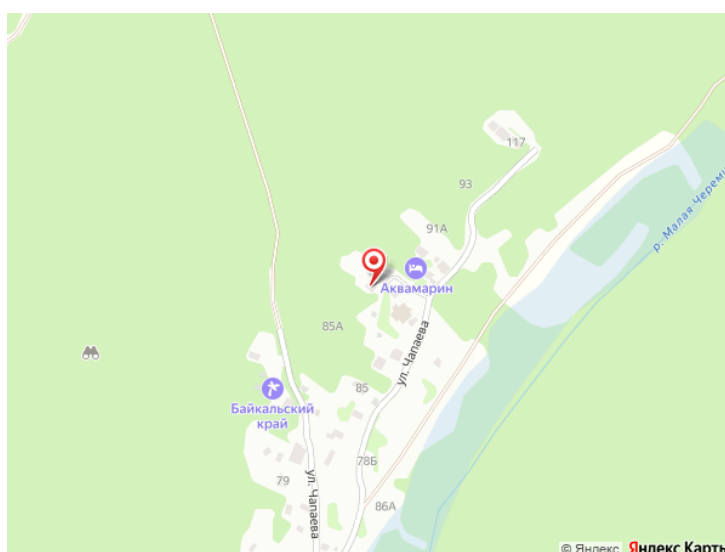 117
93
р. Малая Черем
91А
Аквамарин
85А
ул. Чапаева
85
Байкальский
край
78Б
79
ул. Чапаева
86А
© Яндекс Яндекс Карты